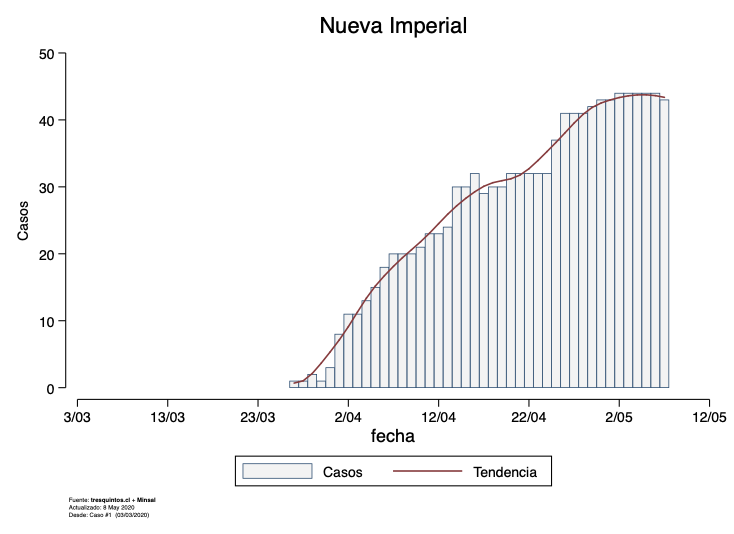 Nueva Imperial
50
40
30
20
10
0
Casos
3/03 13/03 23/03 2/04 12/04 22/04 2/05 12/05
fecha
Casos Tendencia
Fuente: tresquintos.cl + Minsal
Actualizado: 8 May 2020
Desde: Caso #1 (03/03/2020)